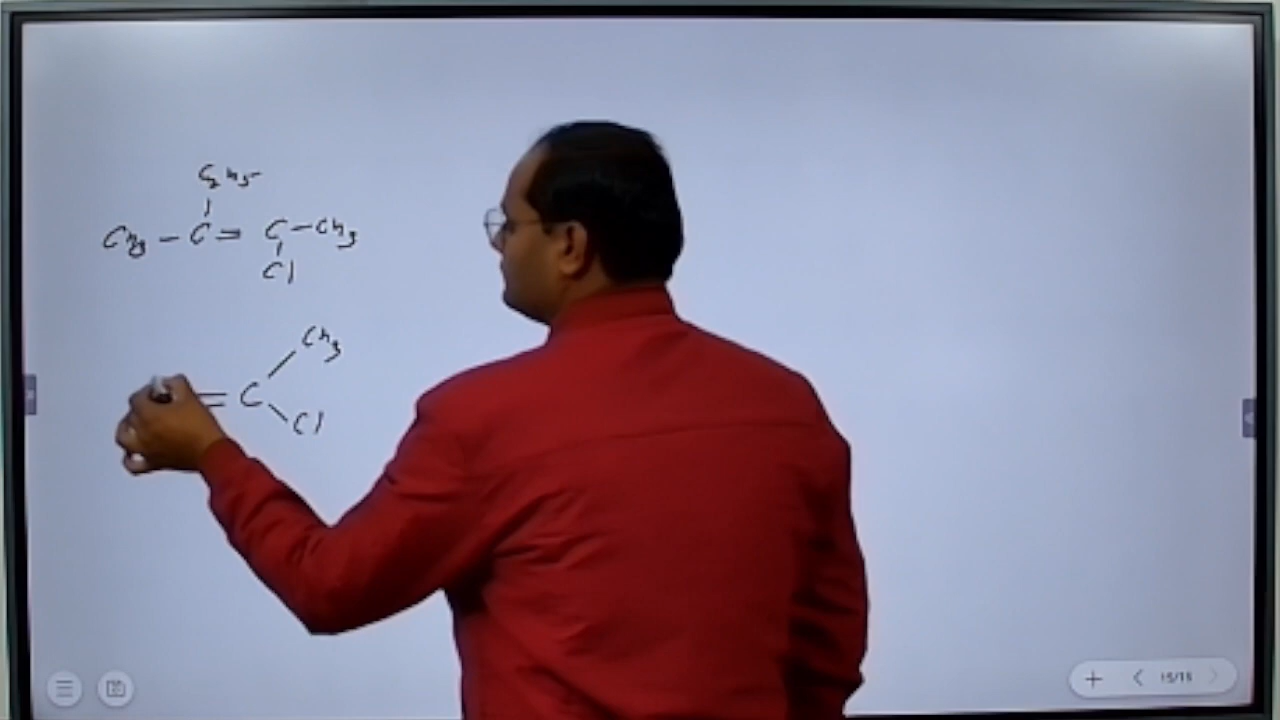 C2H5
CH3 – C = C – CH3
Cl
CH3
= C
Cl
15/15